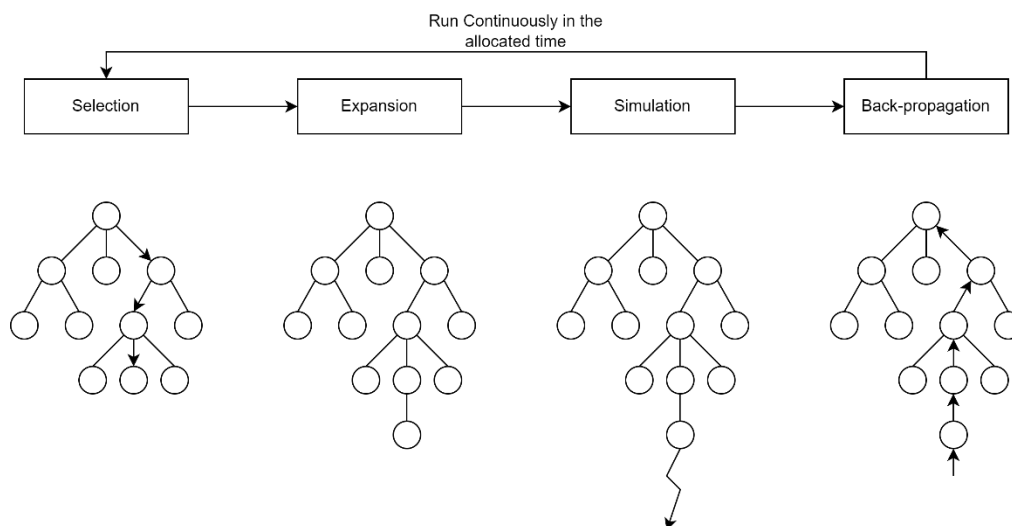 Run Continuously in the
allocated time
Selection
Expansion
Simulation
Back-propagation